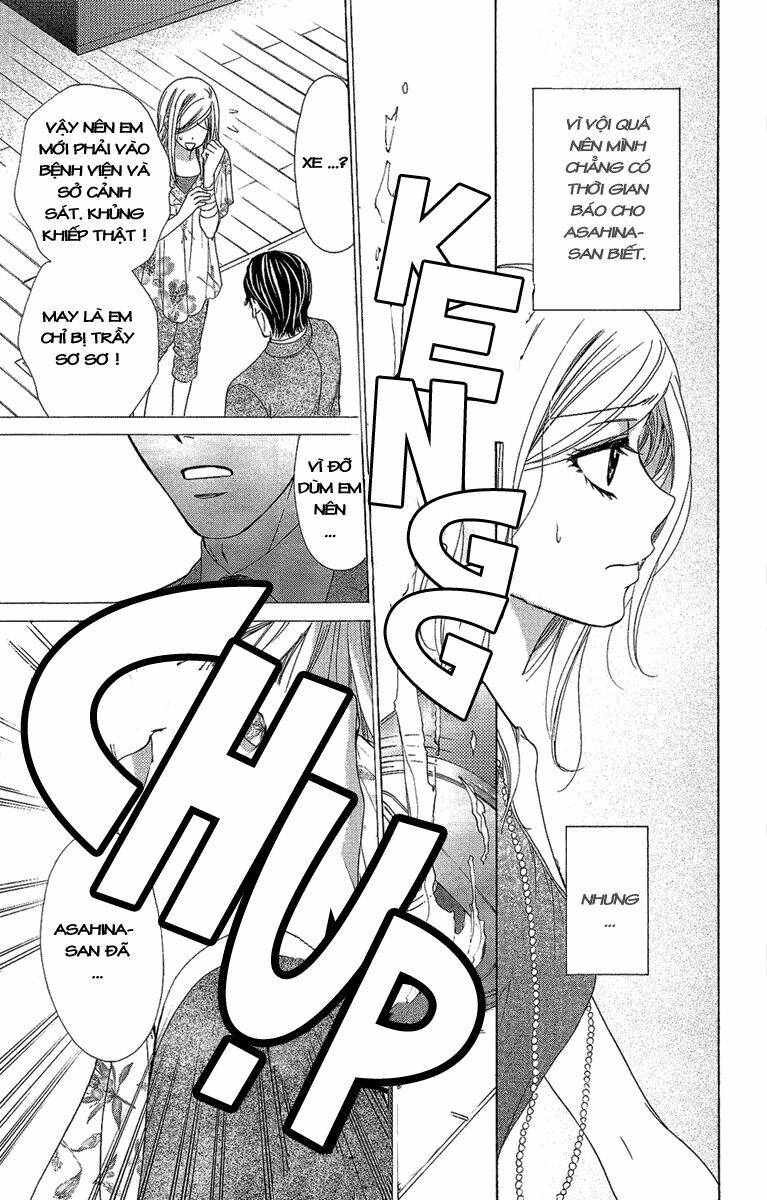 VÌ VỘI QUÁ
NÊN MÌNH
CHẲNG CÓ
THỜI GIAN
BÁO CHO
ASAHINA-
SAN BIẾT.
NHƯNG
...
KENGG
XE ...?
VẬY NÊN EM
MỚI PHẢI VÀO
BỆNH VIỆN VÀ
SỞ CẢNH
SÁT. KHỦNG
KHIẾP THẬT !
MAY LÀ EM
CHỈ BỊ TRẦY
SƠ SƠ !
VÌ ĐỠ
DÙM EM
NÊN
...
CHỤP
ASAHINA-
SAN ĐÃ
...